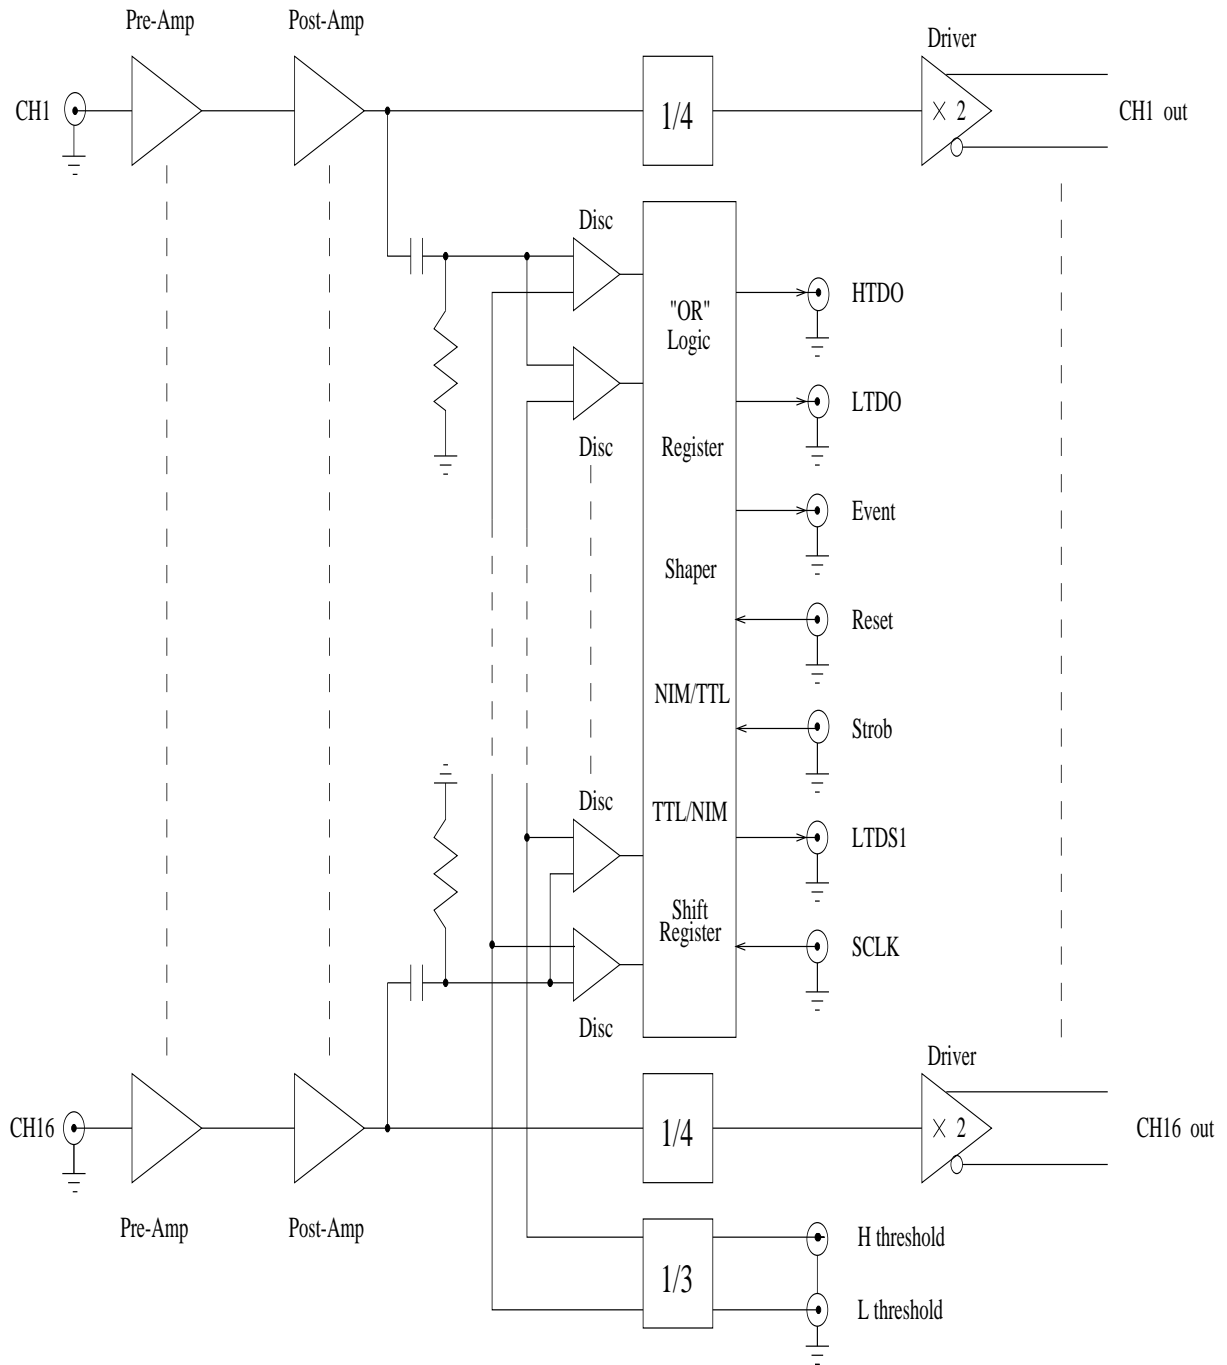 Pre-Amp
Post-Amp
Driver
CH1
1/4
× 2
CH1 out
Disc
"OR"
Logic
HTDO
LTDO
Disc
Register
Event
Shaper
Reset
NIM/TTL
Strob
Disc
TTL/NIM
LTDS1
Shift
Register
SCLK
Disc
Driver
CH16
1/4
× 2
CH16 out
Pre-Amp
Post-Amp
H threshold
1/3
L threshold